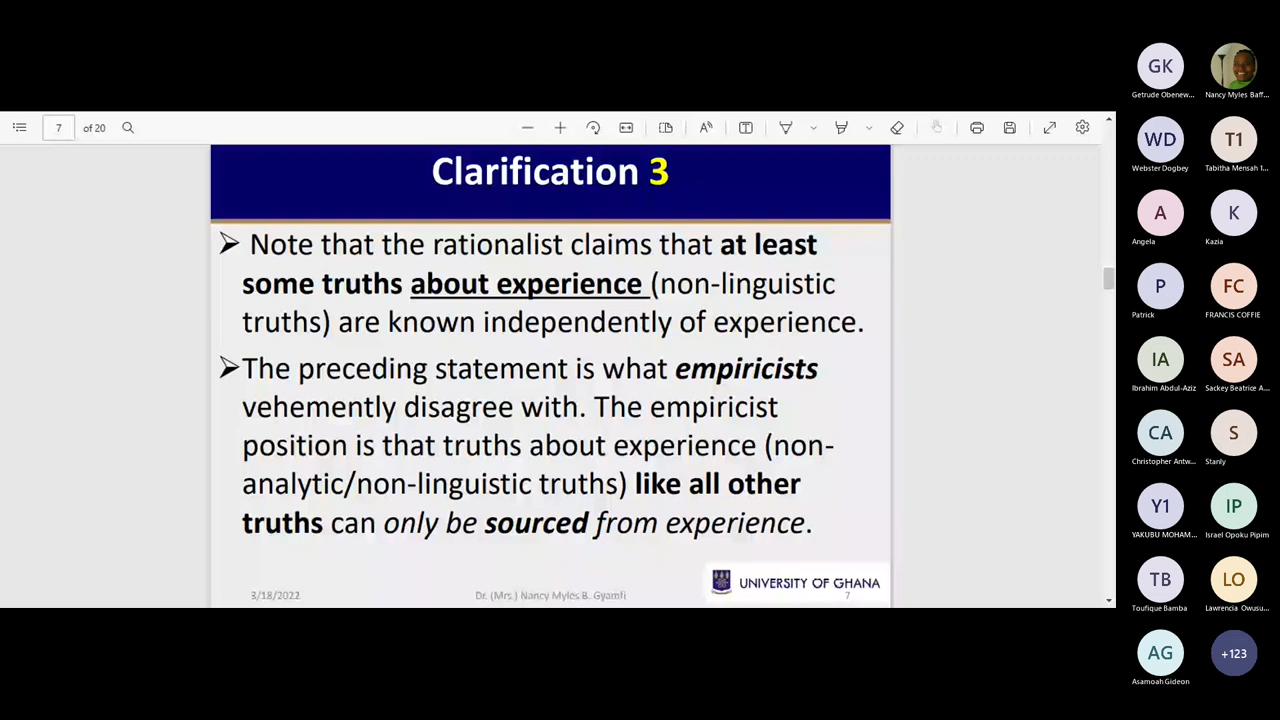 7 of 20
Clarification 3
➢ Note that the rationalist claims that at least
some truths about experience (non-linguistic
truths) are known independently of experience.
➢The preceding statement is what empiricists
vehemently disagree with. The empiricist
position is that truths about experience (non-
analytic/non-linguistic truths) like all other
truths can only be sourced from experience.
UNIVERSITY OF GHANA
3/18/2022 Dr. (Mrs.) Nancy Myles B. Gyamfi 7
GK
Getrude Obenew... Nancy Myles Baff...
WD T1
Webster Dogbey Tabitha Mensah 1...
A K
Angela Kazia
P FC
Patrick FRANCIS COFFIE
IA SA
Ibrahim Abdul-Aziz Sackey Beatrice A...
CA S
Christopher Antw... Stanly
Y1 IP
YAKUBU MOHAM... Israel Opoku Pipim
TB LO
Toufique Bamba Lawrencia Owusu...
AG +123
Asamoah Gideon